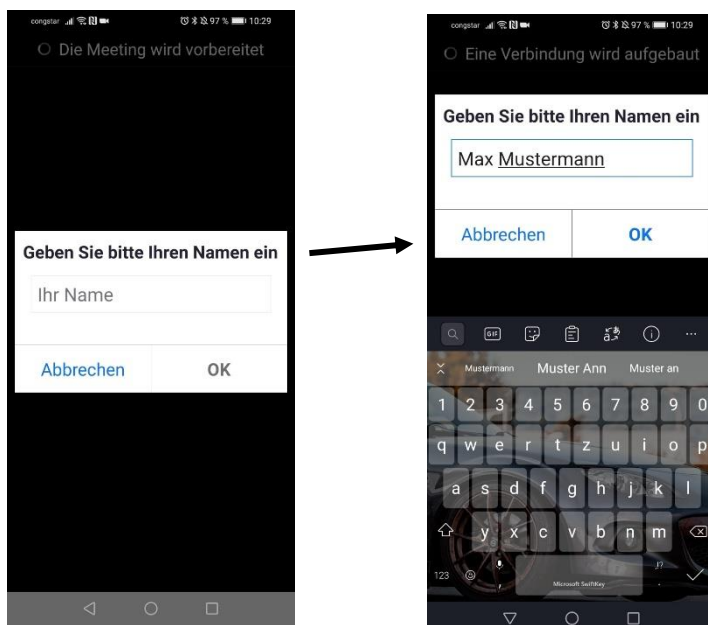 congstar 97 % 10:29
Die Meeting wird vorbereitet
Geben Sie bitte Ihren Namen ein
Ihr Name
Abbrechen OK
congstar 97 % 10:29
Eine Verbindung wird aufgebaut
Geben Sie bitte Ihren Namen ein
Max Mustermann
Abbrechen OK
GIF
Mustermann Muster Ann Muster an
1 2 3 4 5 6 7 8 9 0
q w e r t z u i o p
a s d f g h j k l
y x c v b n m
123 , Microsoft SwiftKey .
!?